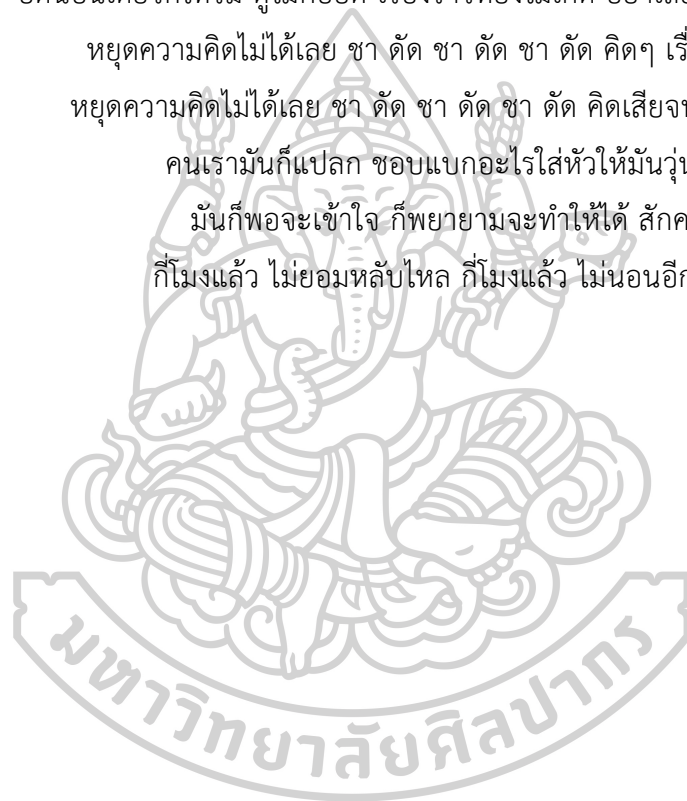 หยุดความคิดไม่ได้เลย ชา ดัด ชา ดัด ชา ดัด คิดๆ
หยุดความคิดไม่ได้เลย ชา ดัด ชา ดัด ชา ดัด คิดเสียจน
คนเรามันก็แปลก ชอบแบกอะไรใส่หัวให้มันวุ่น
มันก็พอจะเข้าใจ ก็พยายามจะทำให้ได้
กี่โมงแล้ว ไม่ยอมหลับไหล กี่โมงแล้ว ไม่นอนอีก
มหาวิทยาลัยศิลปากร